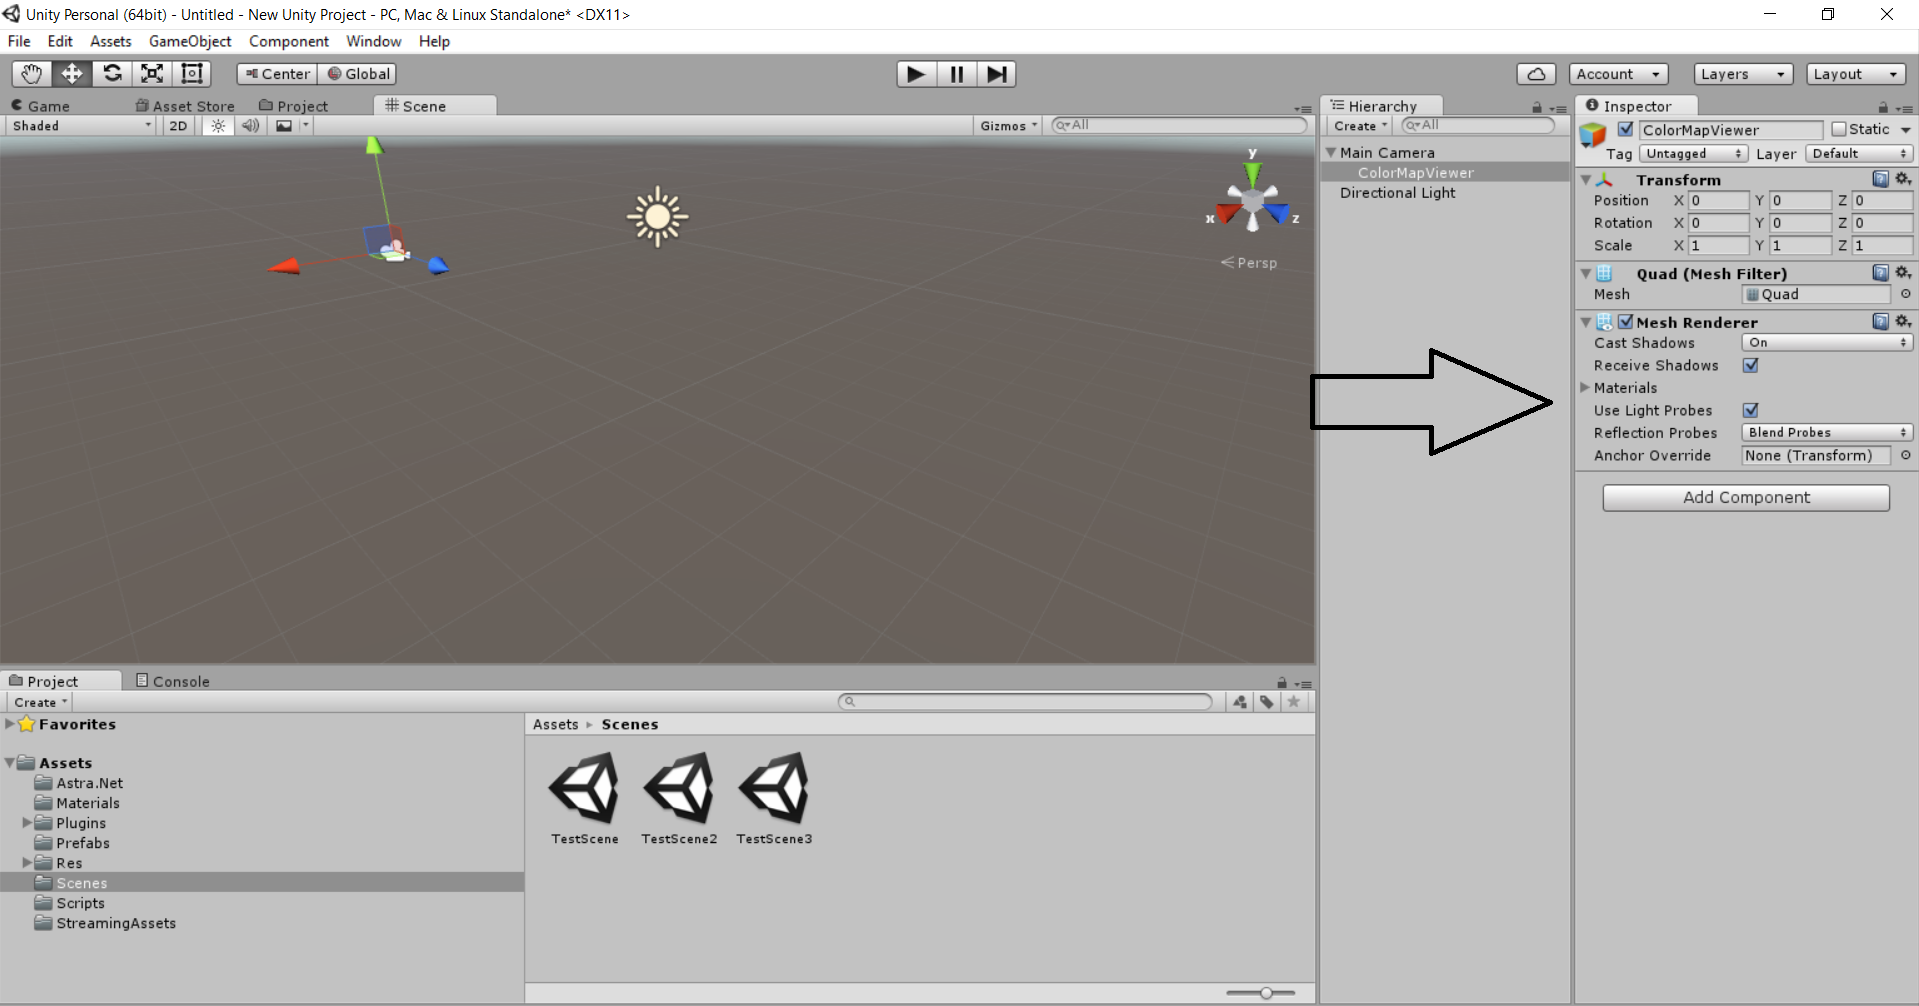 Unity Personal (64bit) - Untitled - New Unity Project - PC, Mac & Linux Standalone* <DX11>
File Edit Assets GameObject Component Window Help
Center Global Account Layers Layout
Game Asset Store Project Scene
Shaded 2D Gizmos All
y
x z
Persp
Hierarchy
Create All
Main Camera
ColorMapViewer
Directional Light
Inspector
ColorMapViewer Static
Tag Untagged Layer Default
Transform
Position X 0 Y 0 Z 0
Rotation X 0 Y 0 Z 0
Scale X 1 Y 1 Z 1
Quad (Mesh Filter)
Mesh Quad
Mesh Renderer
Cast Shadows On
Receive Shadows
Materials
Use Light Probes
Reflection Probes Blend Probes
Anchor Override None (Transform)
Add Component
Project Console
Create
Favorites
Assets
Astra.Net
Materials
Plugins
Prefabs
Res
Scenes
Scripts
StreamingAssets
Assets Scenes
TestScene TestScene2 TestScene3